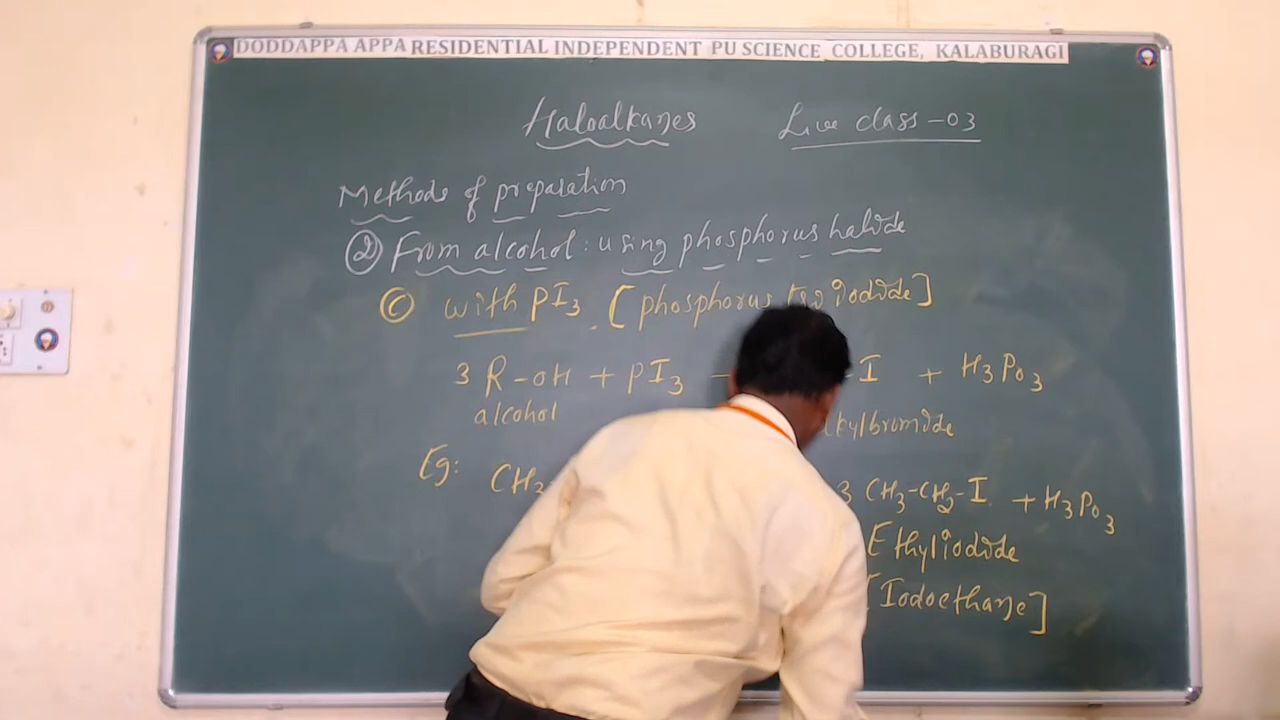 DODDAPPA APPA RESIDENTIAL INDEPENDENT PU SCIENCE COLLEGE, KALABURAGI
Haloalkanes Live class-03
Methods of preparation
② From alcohol: using phosphorus halide
Ⓒ with PI3 [phosphorus iodide]
3 R-OH + PI3 - -I + H3PO3
alcohol
Eg: 3 CH3-CH2-I + H3PO3
Ethyliodide
[Iodoethane]